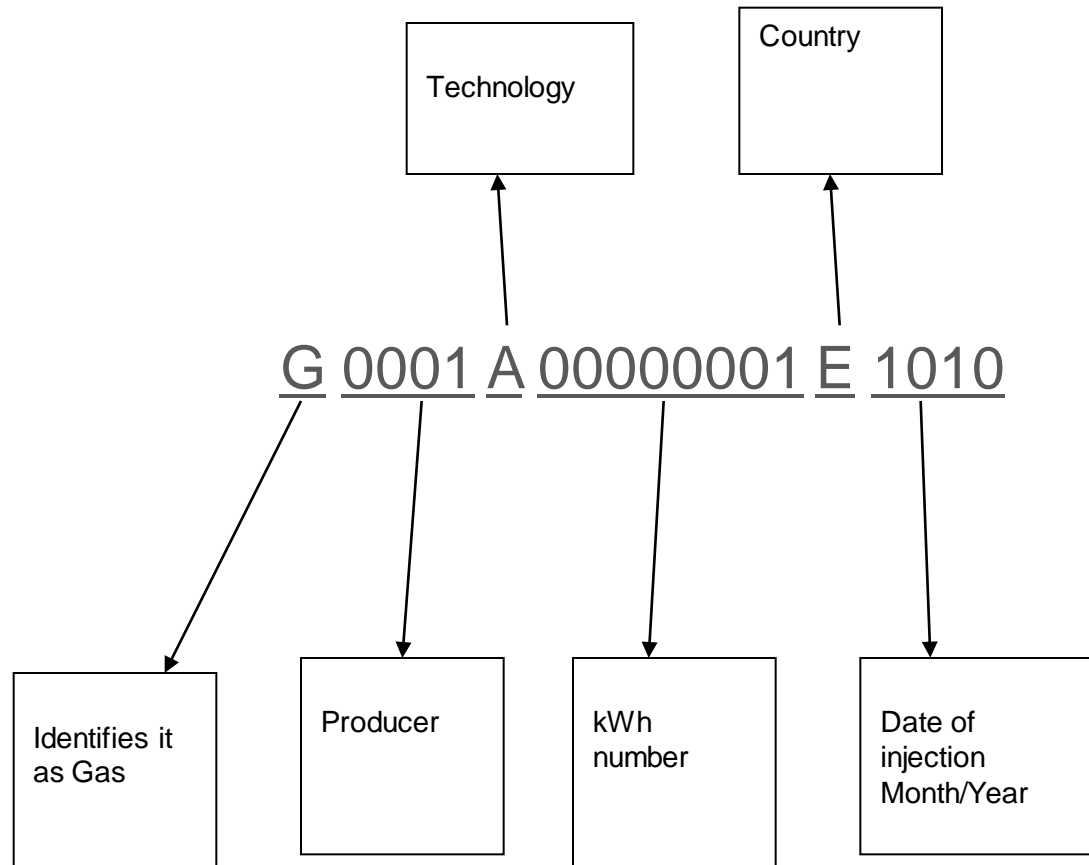 Technology
Country
G 0001 A 00000001 E 1010
Identifies it
as Gas
Producer
kWh
number
Date of
injection
Month/Year